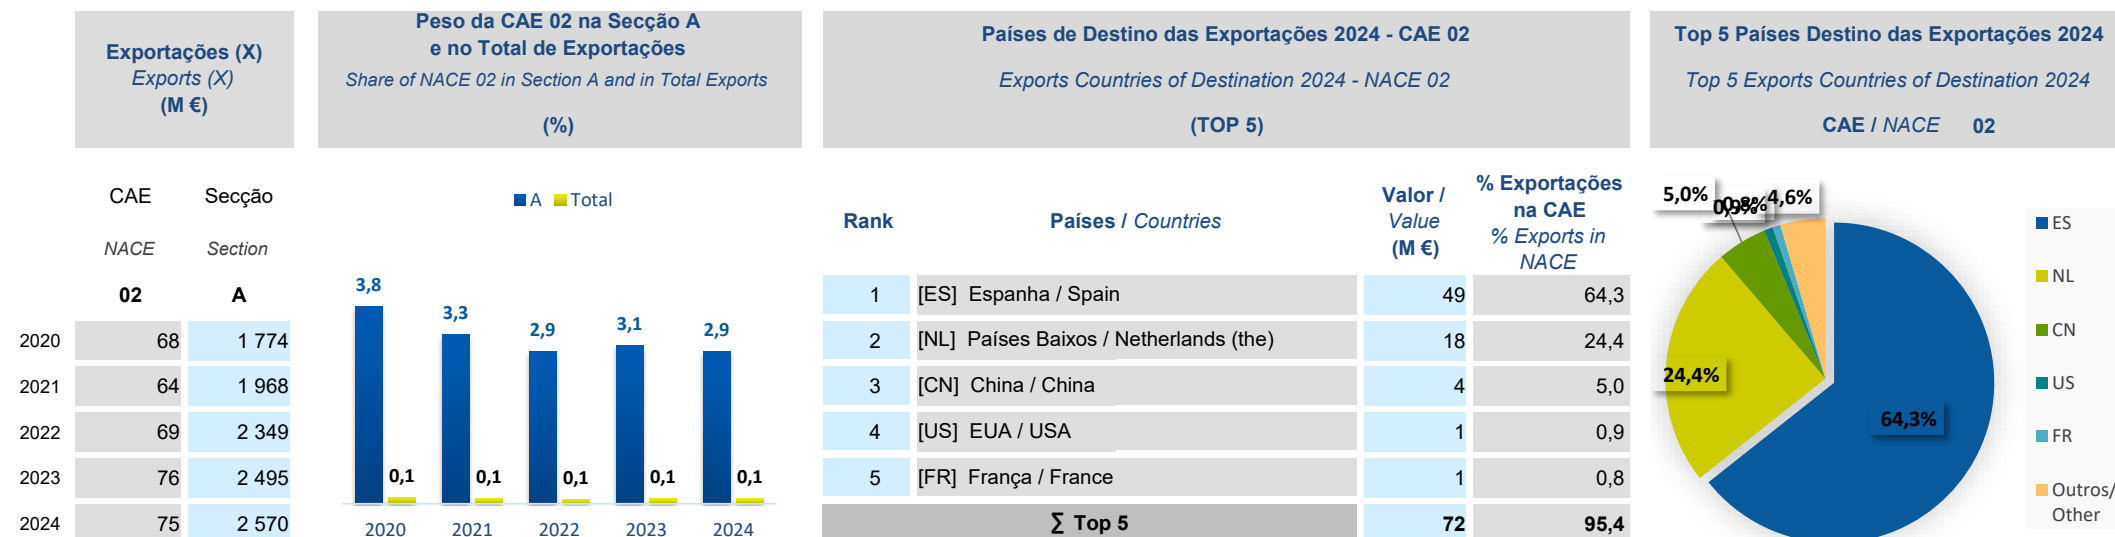 Exportações (X)
Exports (X)
(M €)
Peso da CAE 02 na Secção A
e no Total de Exportações
Share of NACE 02 in Section A and in Total Exports
(%)
Países de Destino das Exportações 2024 - CAE 02
Exports Countries of Destination 2024 - NACE 02
(TOP 5)
Top 5 Países Destino das Exportações 2024
Top 5 Exports Countries of Destination 2024
CAE / NACE 02
CAE Secção
NACE Section
02 A
2020 68 1 774
2021 64 1 968
2022 69 2 349
2023 76 2 495
2024 75 2 570
A Total
3,8
3,3
2,9
3,1
2,9
0,1 0,1 0,1 0,1 0,1
2020 2021 2022 2023 2024
Rank
Países / Countries
Valor /
Value
(M €)
% Exportações
na CAE
% Exports in
NACE
1 [ES] Espanha / Spain 49 64,3
2 [NL] Países Baixos / Netherlands (the) 18 24,4
3 [CN] China / China 4 5,0
4 [US] EUA / USA 1 0,9
5 [FR] França / France 1 0,8
∑ Top 5 72 95,4
5,0%
0,9%
0,8%
4,6%
24,4%
64,3%
ES
NL
CN
US
FR
Outros/
Other